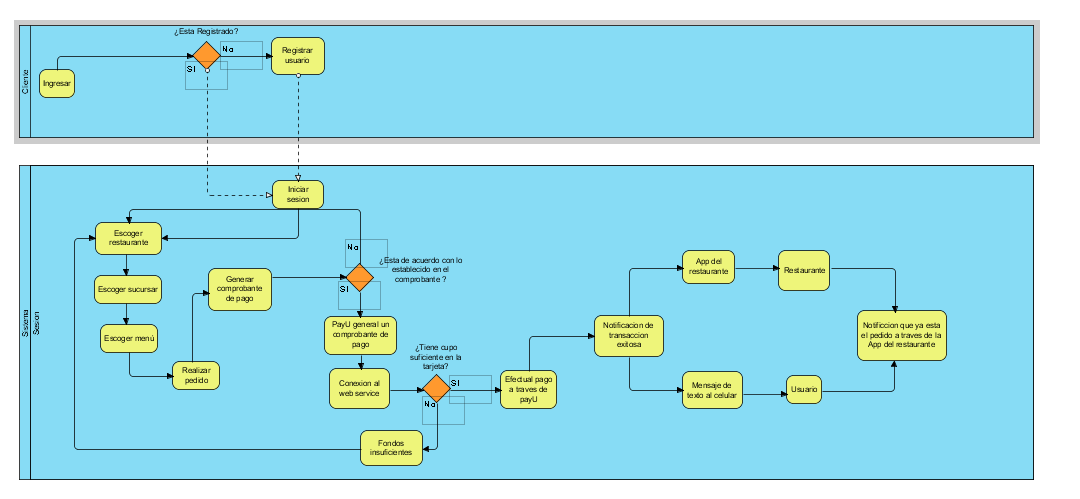 ¿Esta Registrado?
No
SI
Registrar
usuario
Ingresar
Cliente
Sistema
Sesion
Iniciar
sesion
Escoger
restaurante
Escoger sucursar
Escoger menú
Realizar
pedido
Generar
comprobante
de pago
No
¿Esta de acuerdo con lo
establecido en el
comprobante ?
SI
PayU general un
comprobante de
pago
Conexion al
web service
¿Tiene cupo
suficiente en la
tarjeta?
SI
No
Fondos
insuficientes
Efectual pago
a traves de
payU
Notificacion de
transaccion
exitosa
App del
restaurante
Restaurante
Mensaje de
texto al celular
Usuario
Notificcion que ya esta
el pedido a traves de la
App del restaurante